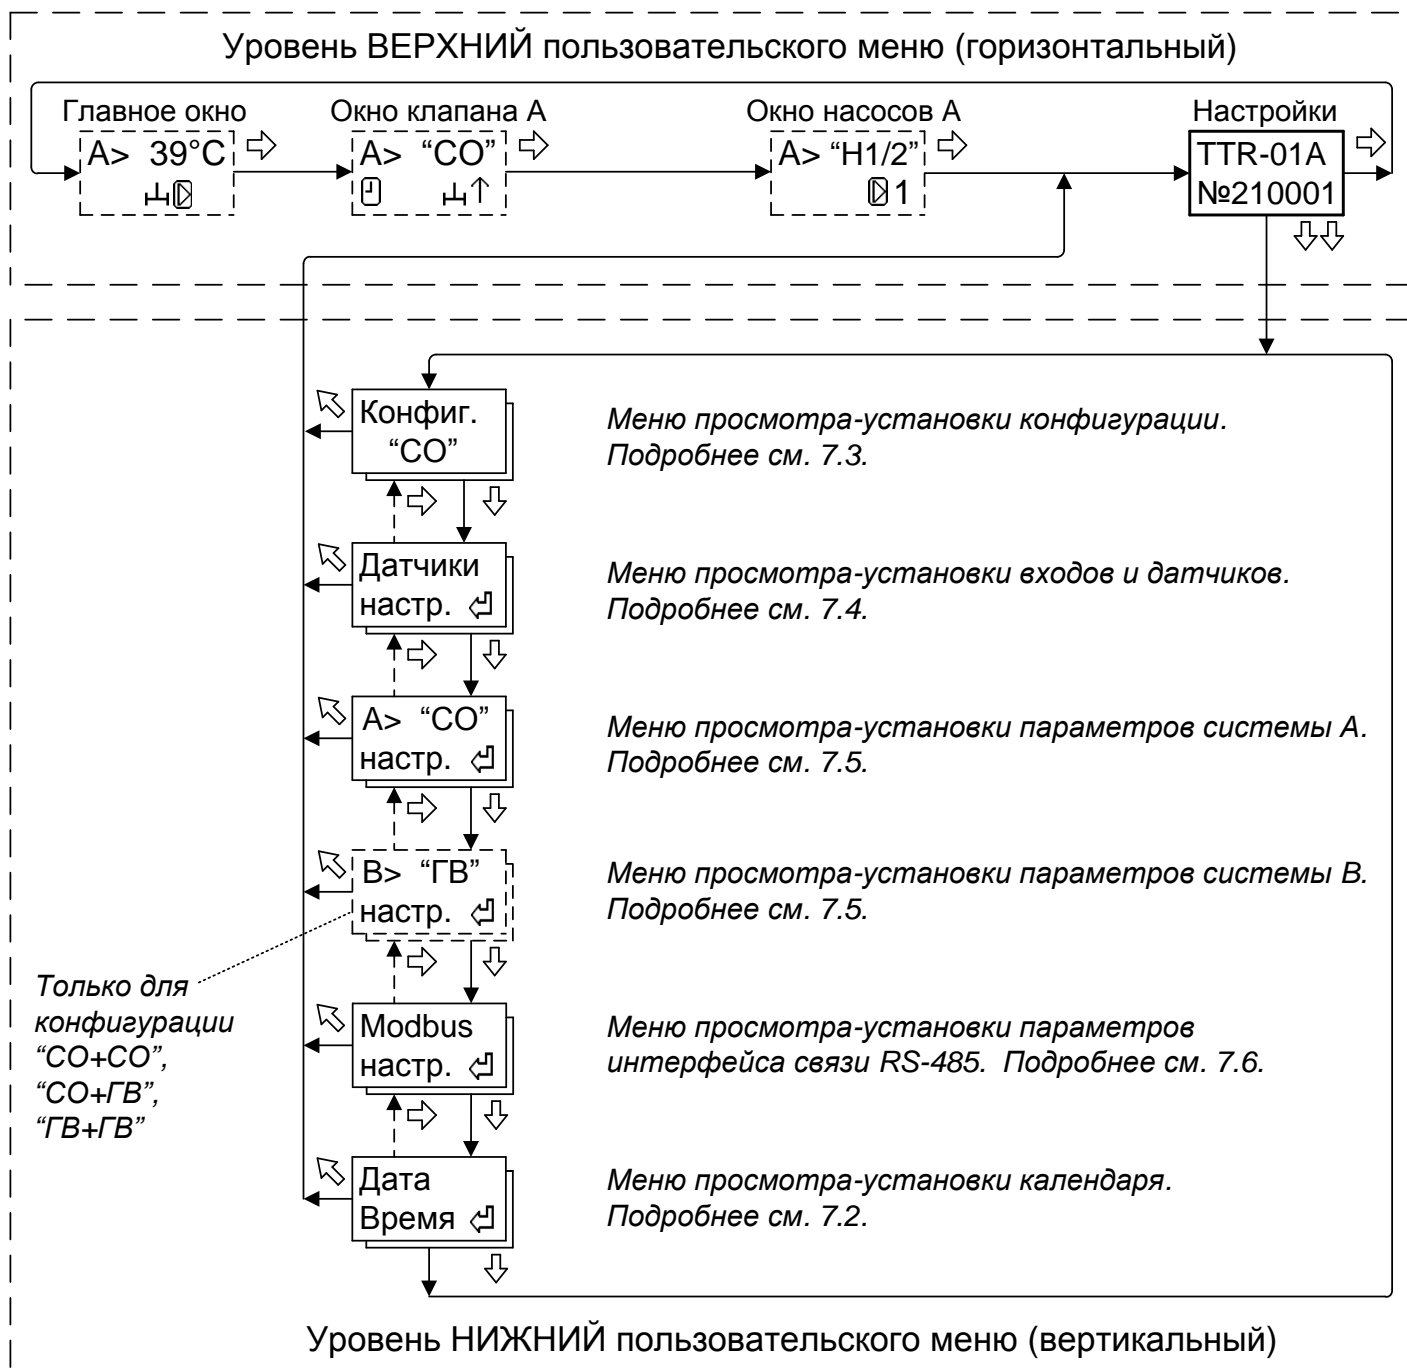 Уровень ВЕРХНИЙ пользовательского меню (горизонтальный)
Главное окно
Окно клапана А
Окно насосов А
Настройки
А> 39°С
А> “СО”
А> “Н1/2”
1
TTR-01A
№210001
Конфиг.
“СО”
Меню просмотра-установки конфигурации.
Подробнее см. 7.3.
Датчики
настр.
Меню просмотра-установки входов и датчиков.
Подробнее см. 7.4.
А> “СО”
настр.
Меню просмотра-установки параметров системы А.
Подробнее см. 7.5.
В> “ГВ”
настр.
Меню просмотра-установки параметров системы В.
Подробнее см. 7.5.
Только для
конфигурации
“СО+СО”,
“СО+ГВ”,
“ГВ+ГВ”
Modbus
настр.
Меню просмотра-установки параметров
интерфейса связи RS-485. Подробнее см. 7.6.
Дата
Время
Меню просмотра-установки календаря.
Подробнее см. 7.2.
Уровень НИЖНИЙ пользовательского меню (вертикальный)